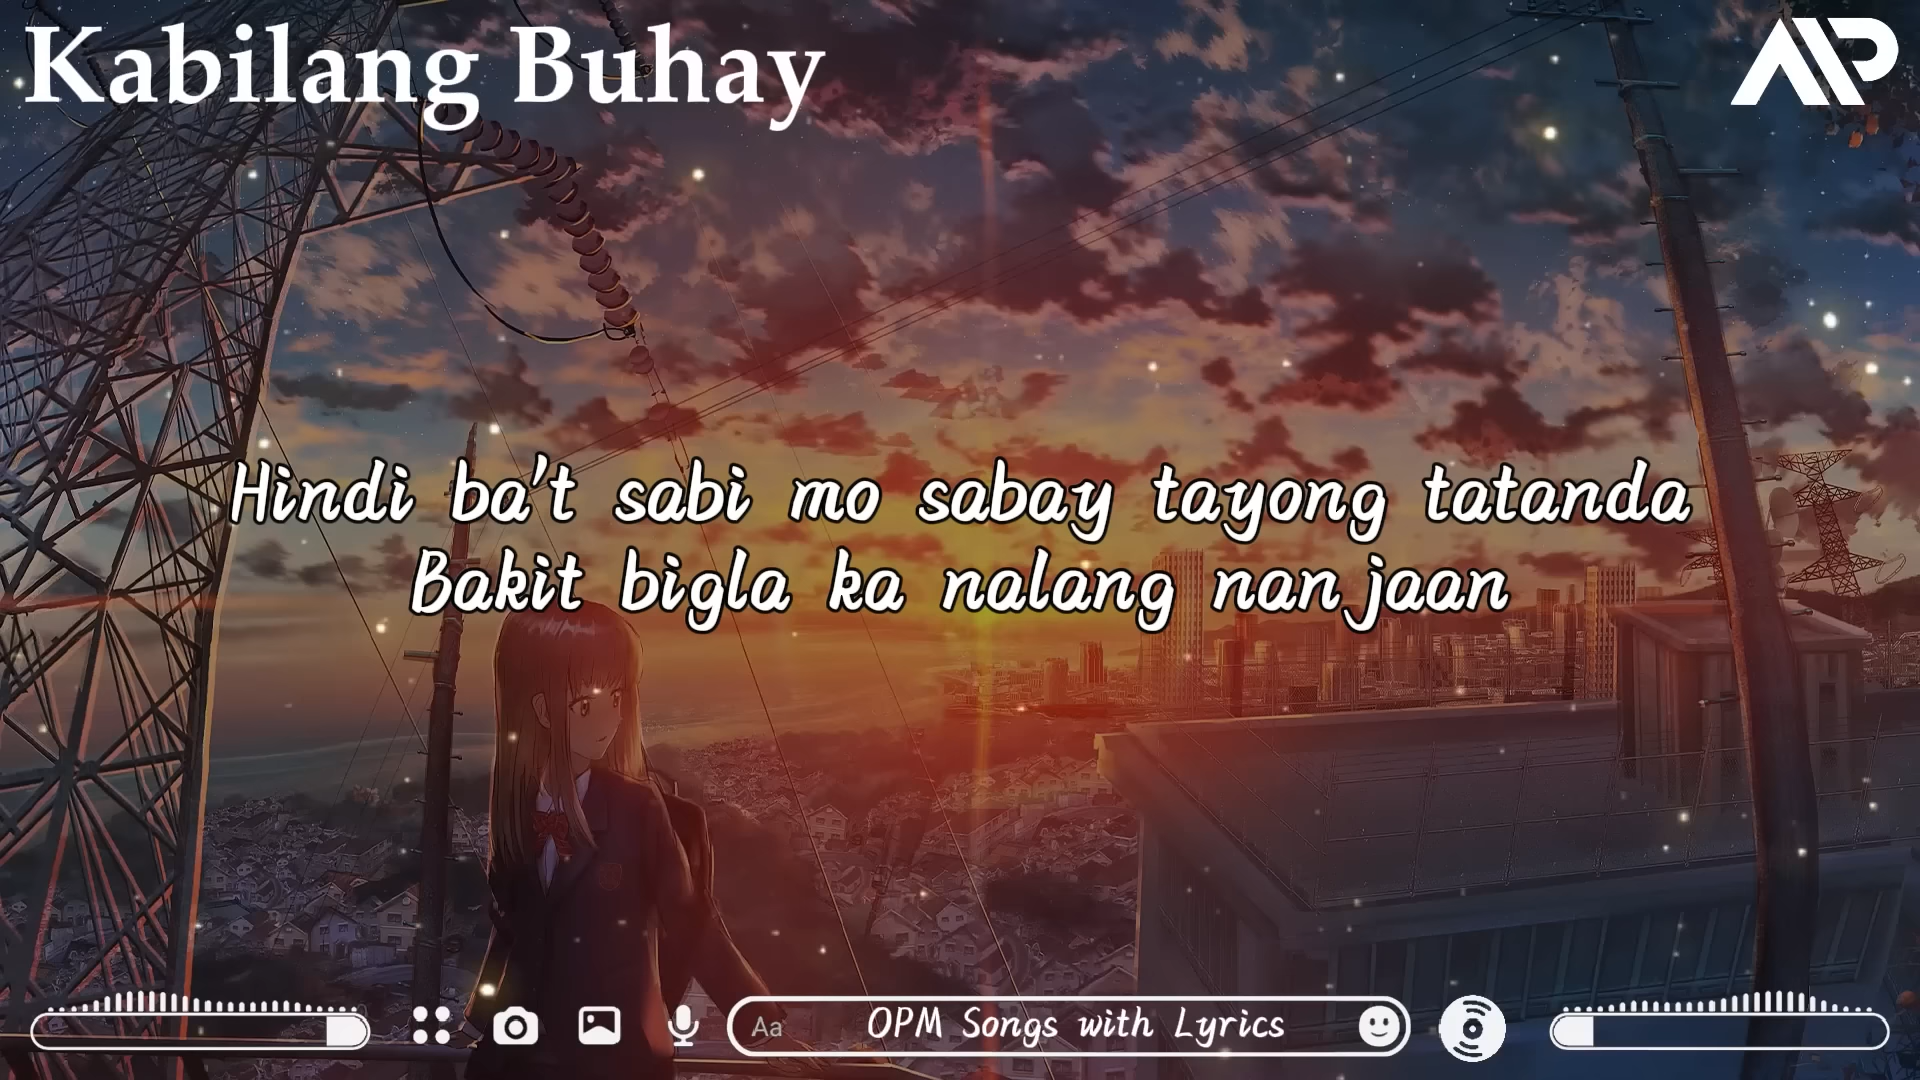 Kabilang Buhay
AIP
Hindi ba't sabi mo sabay tayong tatanda
Bakit bigla ka nalang nanjaan
Aa
OPM Songs with Lyrics